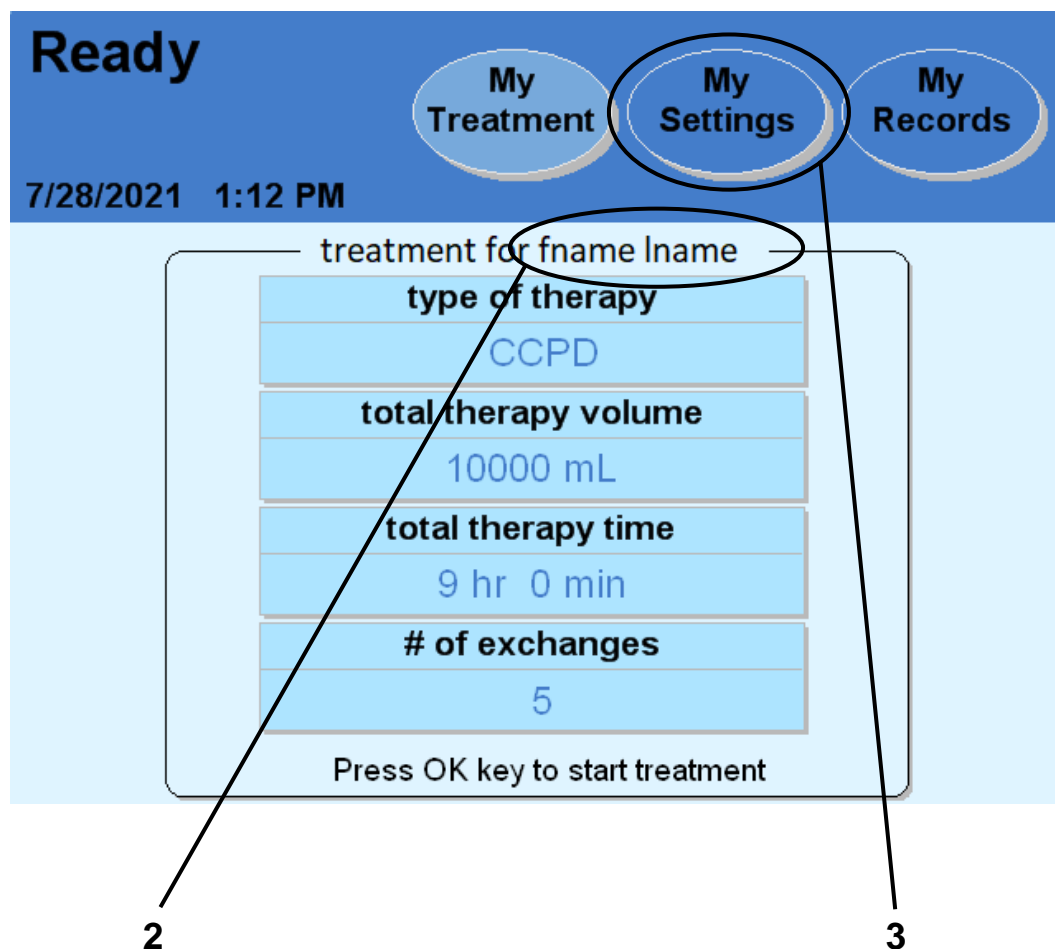 Ready
My
Treatment
My
Settings
My
Records
7/28/2021 1:12 PM
treatment for fname lname
type of therapy
CCPD
total therapy volume
10000 mL
total therapy time
9 hr 0 min
# of exchanges
5
Press OK key to start treatment
2
3